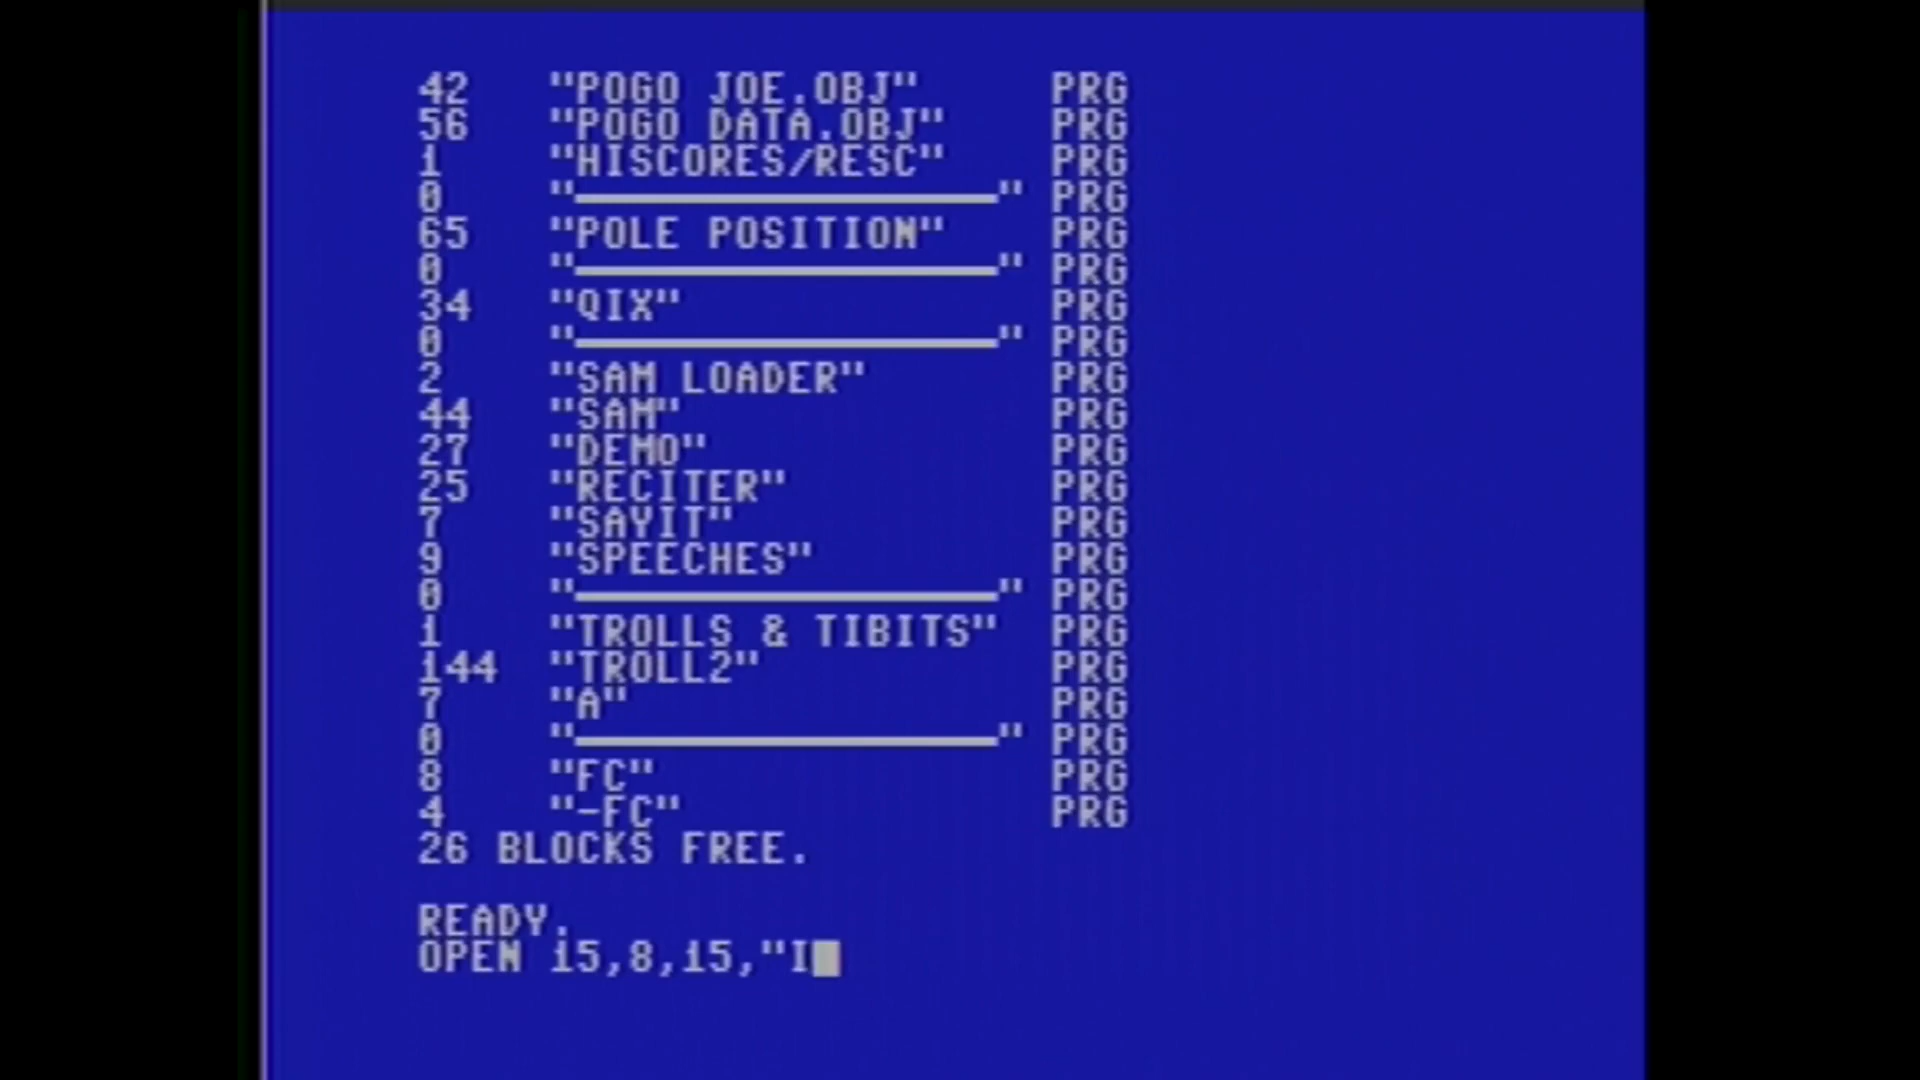 42 "POGO JOE.OBJ" PRG
56 "POGO DATA.OBJ" PRG
1 "HISCORES/RESC" PRG
0 "────────────────" PRG
65 "POLE POSITION" PRG
0 "────────────────" PRG
34 "QIX" PRG
0 "────────────────" PRG
2 "SAM LOADER" PRG
44 "SAM" PRG
27 "DEMO" PRG
25 "RECITER" PRG
7 "SAYIT" PRG
9 "SPEECHES" PRG
0 "────────────────" PRG
1 "TROLLS & TIBITS" PRG
144 "TROLL2" PRG
7 "A" PRG
0 "────────────────" PRG
8 "FC" PRG
4 "-FC" PRG
26 BLOCKS FREE.
READY.
OPEN 15,8,15,"I